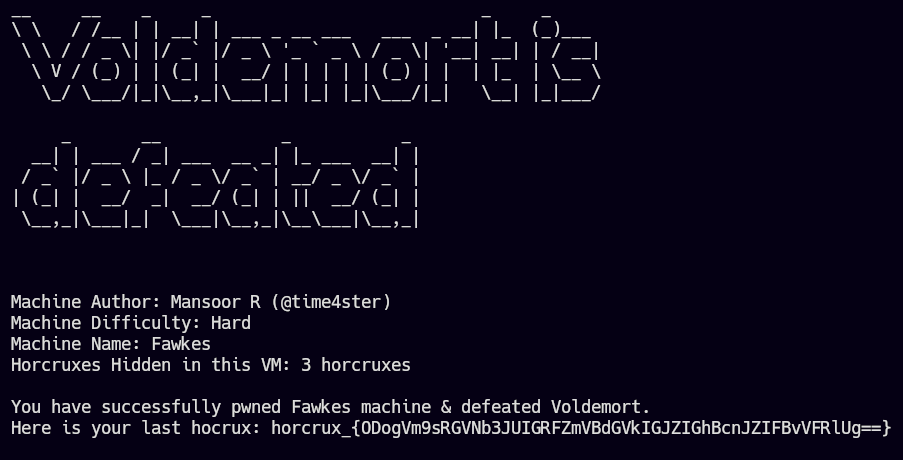 Voldemort is
defeated
Machine Author: Mansoor R (@time4ster)
Machine Difficulty: Hard
Machine Name: Fawkes
Horcruxes Hidden in this VM: 3 horcruxes
You have successfully pwned Fawkes machine & defeated Voldemort.
Here is your last hocrux: horcrux_{ODogVm9sRGVNb3JUIGRFZmVBdGVkIGJZIGhBcnJZIFBvVFRlUg==}